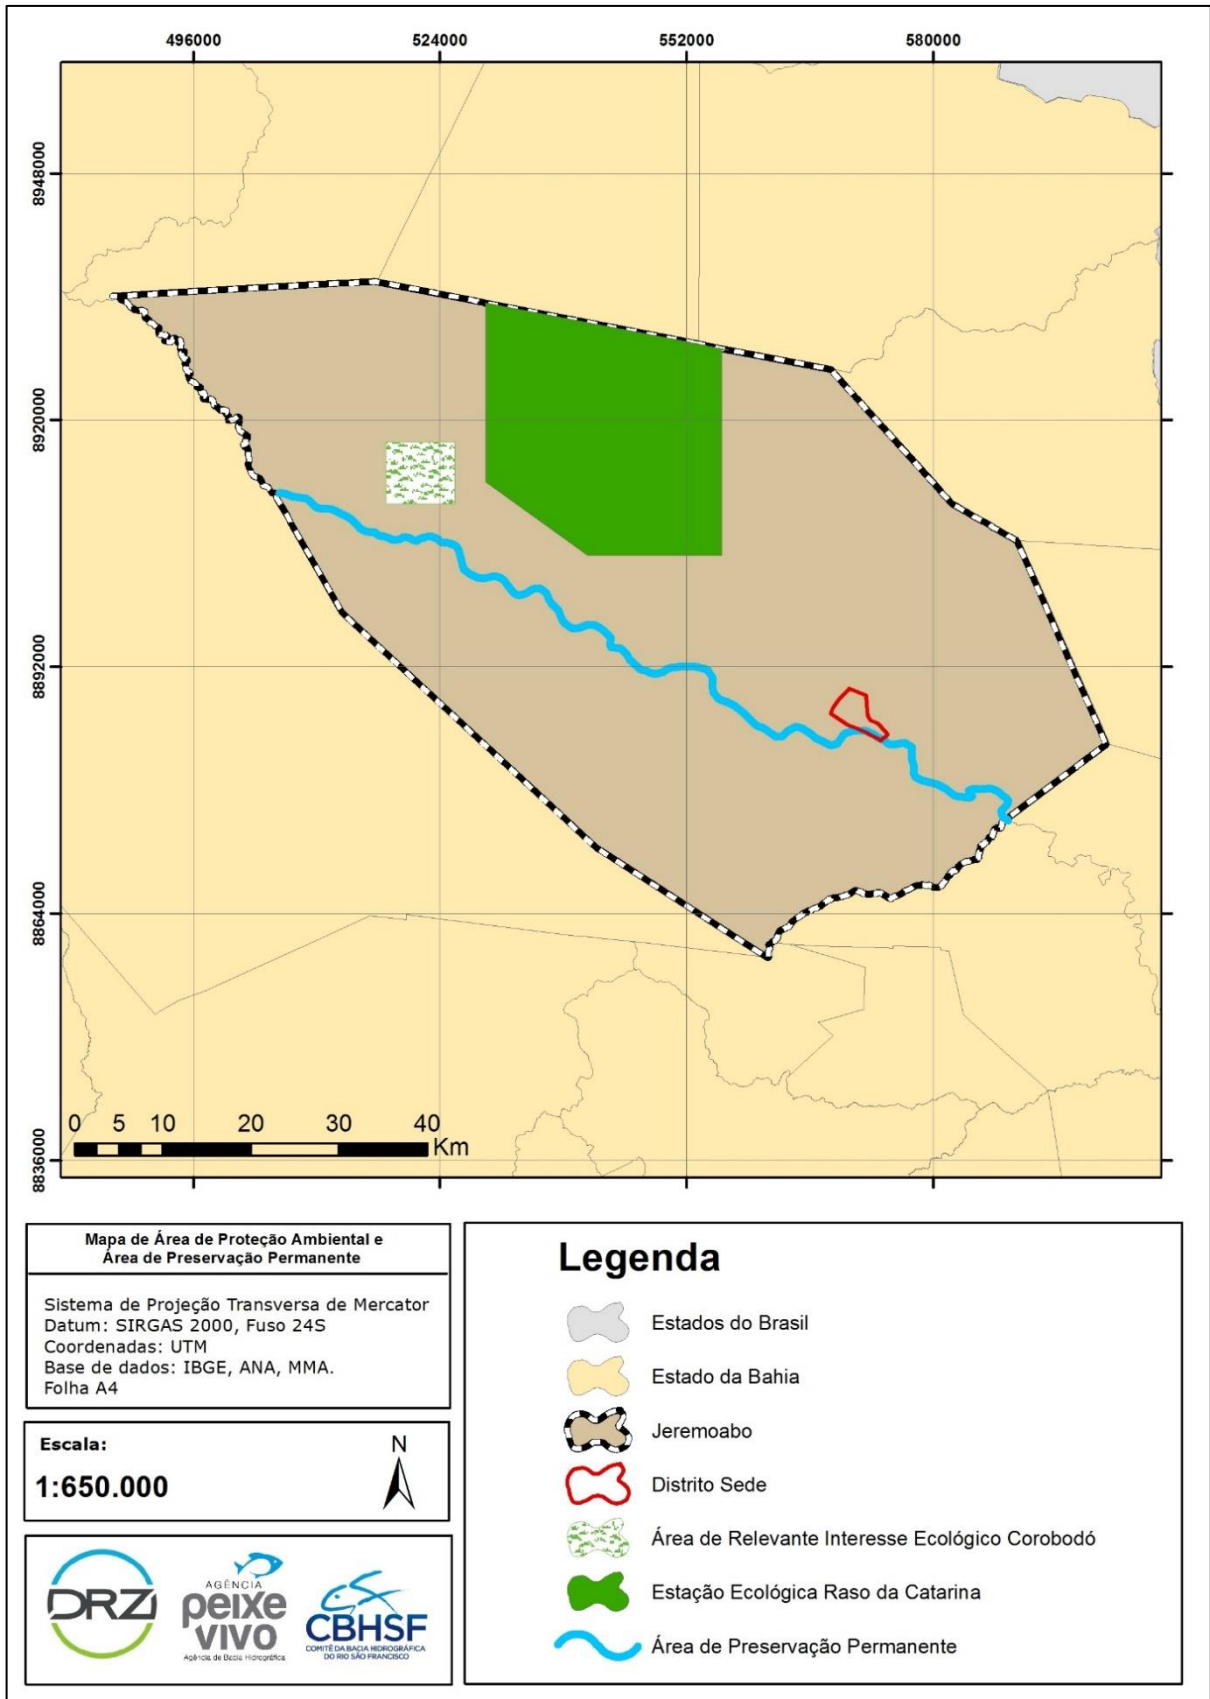 496000 524000 552000 580000
8948000
8920000
8892000
8864000
8836000
0 5 10 20 30 40
Km
Mapa de Área de Proteção Ambiental e
Área de Preservação Permanente
Sistema de Projeção Transversa de Mercator
Datum: SIRGAS 2000, Fuso 24S
Coordenadas: UTM
Base de dados: IBGE, ANA, MMA.
Folha A4
Escala:
1:650.000
N
DRZ
AGÊNCIA
peixe
vivo
Agência de Bacia Hidrográfica
CBHSF
COMITÊ DA BACIA HIDROGRÁFICA
DO RIO SÃO FRANCISCO
Legenda
Estados do Brasil
Estado da Bahia
Jeremoabo
Distrito Sede
Área de Relevante Interesse Ecológico Corobodó
Estação Ecológica Raso da Catarina
Área de Preservação Permanente